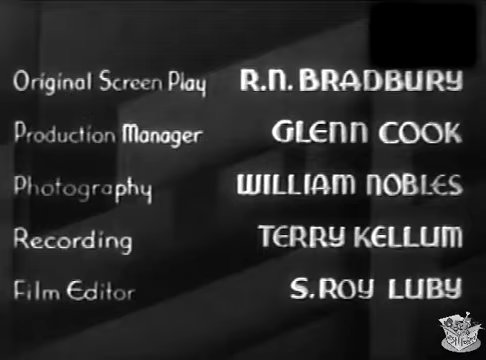 Original Screen Play R.N. BRADBURY
Production Manager GLENN COOK
Photography WILLIAM NOBLES
Recording TERRY KELLUM
Film Editor S. ROY LUBY